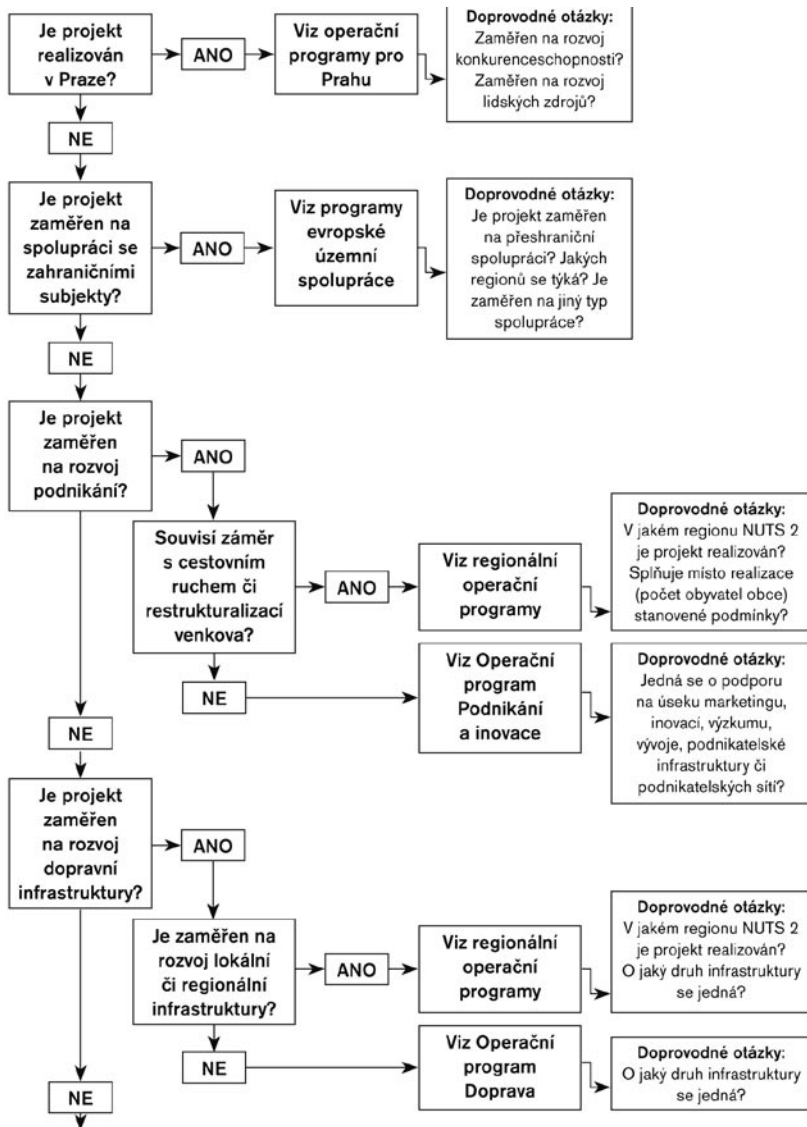 Je projekt
realizován
v Praze?
ANO
Viz operační
programy pro
Prahu
Doprovodné otázky:
Zaměřen na rozvoj
konkurenceschopnosti?
Zaměřen na rozvoj
lidských zdrojů?
NE
Je projekt
zaměřen na
spolupráci se
zahraničními
subjekty?
ANO
Viz programy
evropské
územní
spolupráce
Doprovodné otázky:
Je projekt zaměřen
na přeshraniční
spolupráci? Jakých
regionů se týká? Je
zaměřen na jiný typ
spolupráce?
NE
Je projekt
zaměřen
na rozvoj
podnikání?
ANO
Souvisí záměr
s cestovním
ruchem či
restrukturalizací
venkova?
ANO
Viz regionální
operační
programy
Doprovodné otázky:
V jakém regionu NUTS 2
je projekt realizován?
Splňuje místo realizace
(počet obyvatel obce)
stanovené podmínky?
NE
Viz Operační
program
Podnikání
a inovace
Doprovodné otázky:
Jedná se o podporu
na úseku marketingu,
inovací, výzkumu,
vývoje, podnikatelské
infrastruktury či
podnikatelských sítí?
NE
Je projekt
zaměřen
na rozvoj
dopravní
infrastruktury?
ANO
Je zaměřen na
rozvoj lokální
či regionální
infrastruktury?
ANO
Viz regionální
operační
programy
Doprovodné otázky:
V jakém regionu NUTS 2
je projekt realizován?
O jaký druh infrastruktury
se jedná?
NE
Viz Operační
program
Doprava
Doprovodné otázky:
O jaký druh infrastruktury
se jedná?
NE